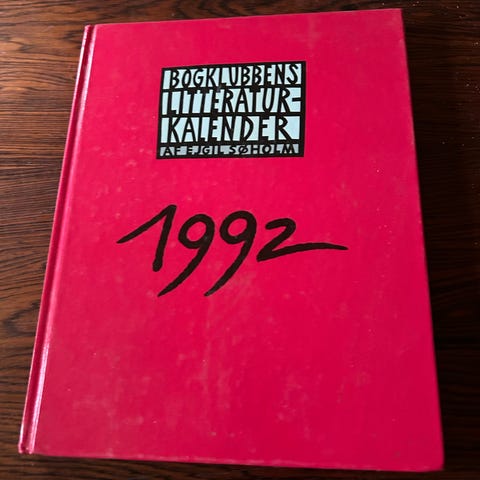 BOGKLUBBENS
LITTERATUR-
KALENDER
AF EJGIL SØHOLM
1992